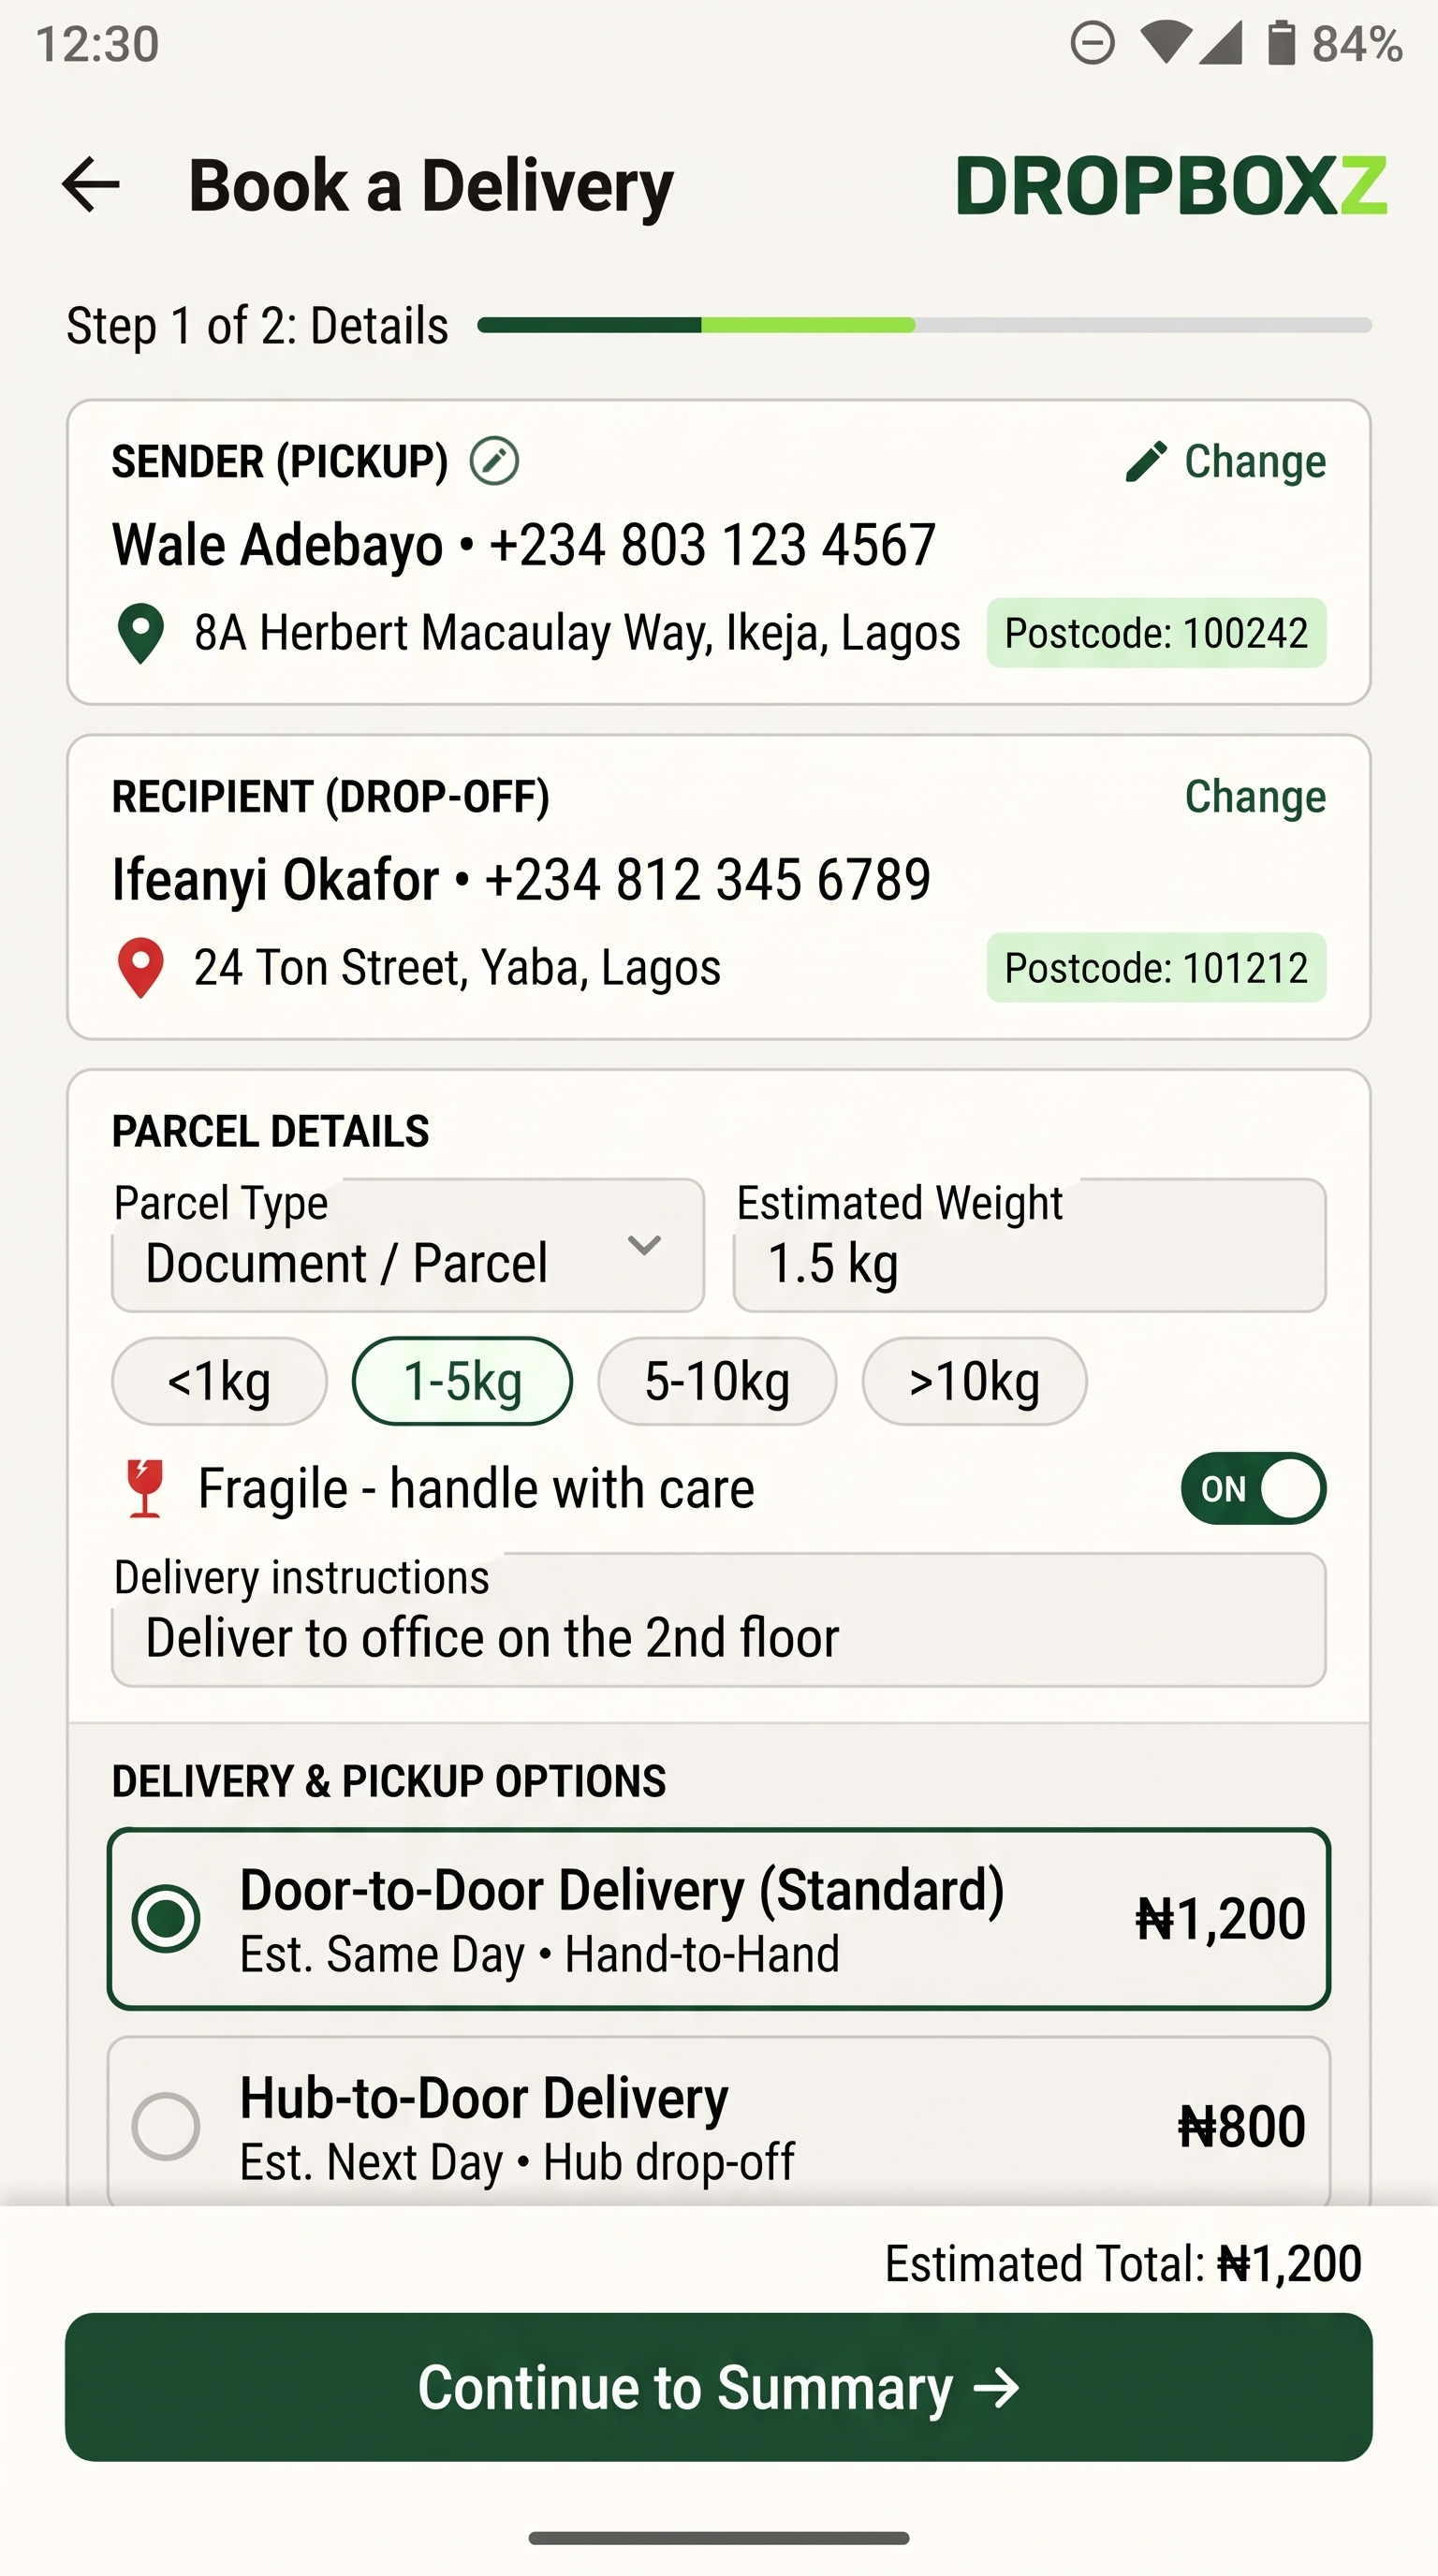 12:30 84%
Book a Delivery DROPBOXZ
Step 1 of 2: Details
SENDER (PICKUP) Change
Wale Adebayo • +234 803 123 4567
8A Herbert Macaulay Way, Ikeja, Lagos Postcode: 100242
RECIPIENT (DROP-OFF) Change
Ifeanyi Okafor • +234 812 345 6789
24 Ton Street, Yaba, Lagos Postcode: 101212
PARCEL DETAILS
Parcel Type Estimated Weight
Document / Parcel 1.5 kg
<1kg 1-5kg 5-10kg >10kg
Fragile - handle with care ON
Delivery instructions
Deliver to office on the 2nd floor
DELIVERY & PICKUP OPTIONS
Door-to-Door Delivery (Standard) ₦1,200
Est. Same Day • Hand-to-Hand
Hub-to-Door Delivery ₦800
Est. Next Day • Hub drop-off
Estimated Total: ₦1,200
Continue to Summary →